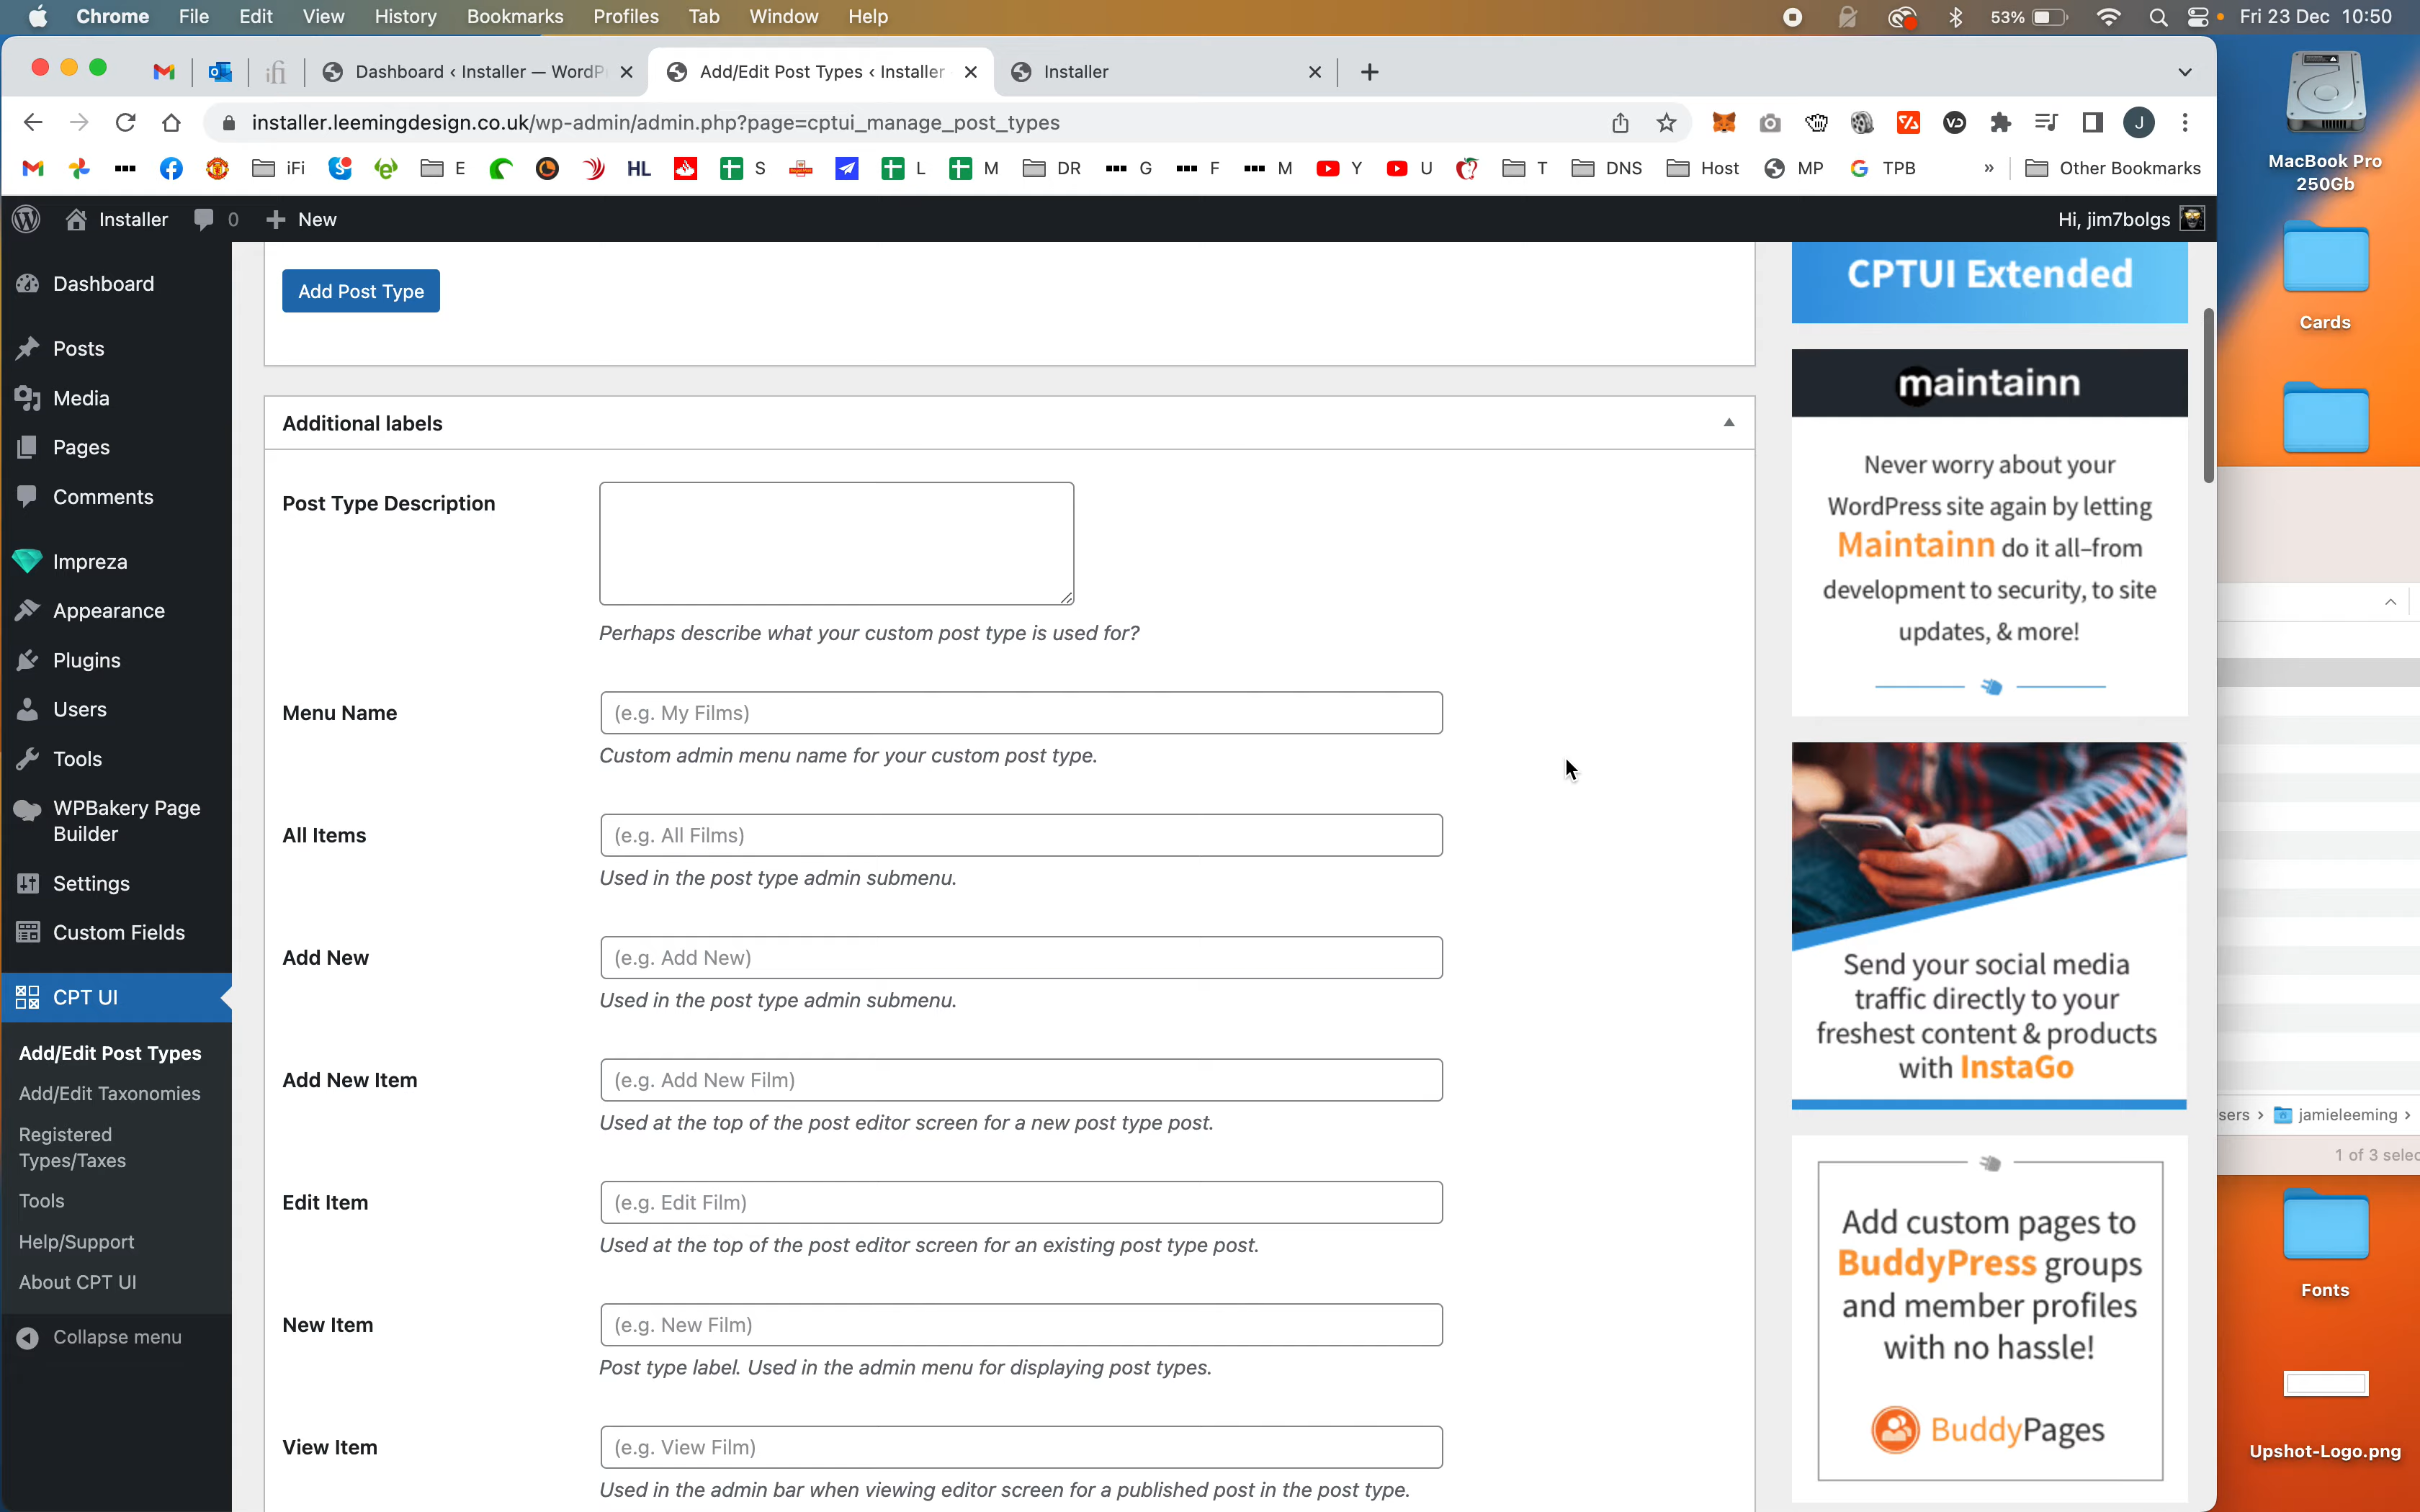 Chrome File Edit View History Bookmarks Profiles Tab Window Help
53% Fri 23 Dec 10:50
Dashboard ‹ Installer — WordP
Add/Edit Post Types ‹ Installer
Installer
installer.leemingdesign.co.uk/wp-admin/admin.php?page=cptui_manage_post_types
J
iFi E HL S L M DR G F M Y U T DNS Host MP TPB » Other Bookmarks
Installer 0 New
Hi, jim7bolgs
Dashboard
Posts
Media
Pages
Comments
Impreza
Appearance
Plugins
Users
Tools
WPBakery Page
Builder
Settings
Custom Fields
CPT UI
Add/Edit Post Types
Add/Edit Taxonomies
Registered
Types/Taxes
Tools
Help/Support
About CPT UI
Collapse menu
Add Post Type
Additional labels
Post Type Description
Perhaps describe what your custom post type is used for?
Menu Name
(e.g. My Films)
Custom admin menu name for your custom post type.
All Items
(e.g. All Films)
Used in the post type admin submenu.
Add New
(e.g. Add New)
Used in the post type admin submenu.
Add New Item
(e.g. Add New Film)
Used at the top of the post editor screen for a new post type post.
Edit Item
(e.g. Edit Film)
Used at the top of the post editor screen for an existing post type post.
New Item
(e.g. New Film)
Post type label. Used in the admin menu for displaying post types.
View Item
(e.g. View Film)
Used in the admin bar when viewing editor screen for a published post in the post type.
CPTUI Extended
maintainn
Never worry about your
WordPress site again by letting
Maintainn do it all–from
development to security, to site
updates, & more!
Send your social media
traffic directly to your
freshest content & products
with InstaGo
Add custom pages to
BuddyPress groups
and member profiles
with no hassle!
BuddyPages
MacBook Pro
250Gb
Cards
sers › jamieleeming ›
1 of 3 selec
Fonts
Upshot-Logo.png